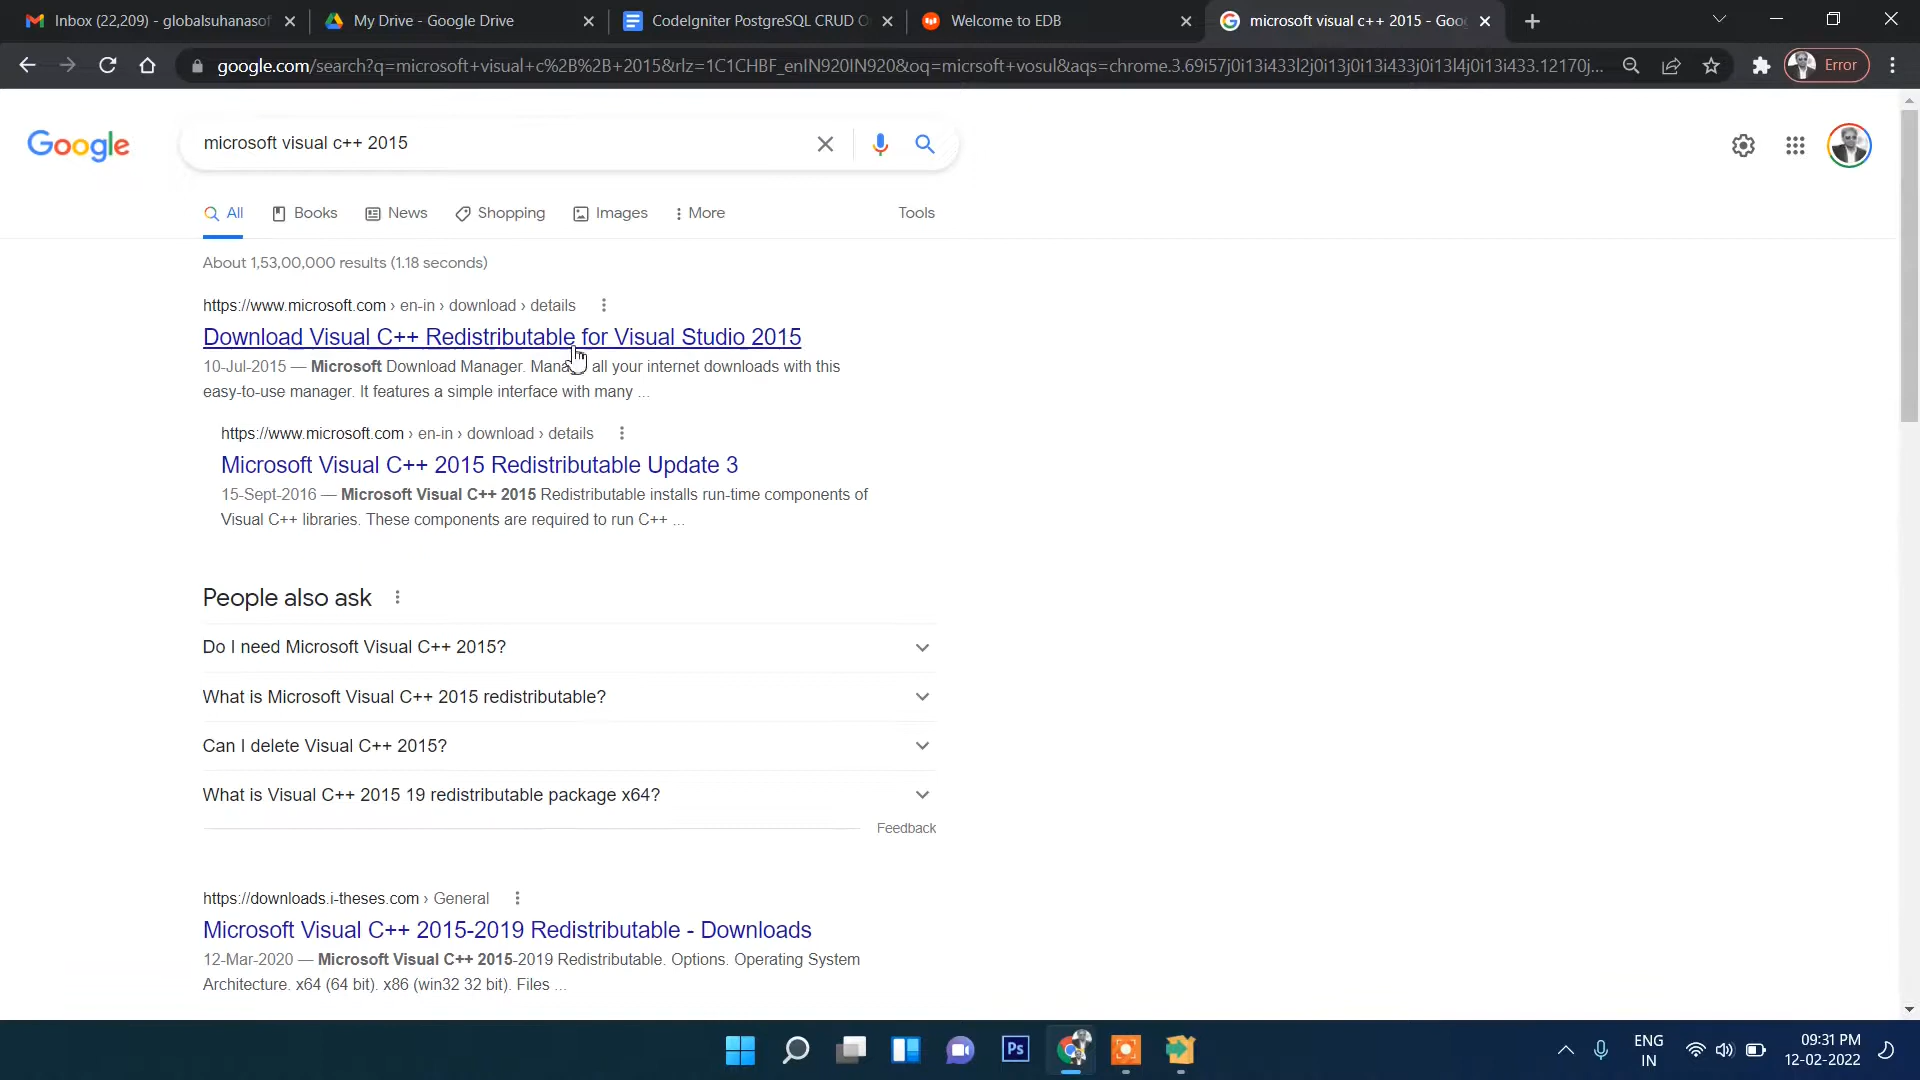 Inbox (22,209) - globalsuhanasof
My Drive - Google Drive
CodeIgniter PostgreSQL CRUD O
Welcome to EDB
microsoft visual c++ 2015 - Goo
google.com/search?q=microsoft+visual+c%2B%2B+2015&rlz=1C1CHBF_enIN920IN920&oq=micrsoft+vosul&aqs=chrome.3.69i57j0i13i433l2j0i13j0i13i433j0i13l4j0i13i433.12170j...
Error
Google
microsoft visual c++ 2015
All
Books
News
Shopping
Images
More
Tools
About 1,53,00,000 results (1.18 seconds)
https://www.microsoft.com › en-in › download › details
Download Visual C++ Redistributable for Visual Studio 2015
10-Jul-2015 — Microsoft Download Manager. Manage all your internet downloads with this
easy-to-use manager. It features a simple interface with many ...
https://www.microsoft.com › en-in › download › details
Microsoft Visual C++ 2015 Redistributable Update 3
15-Sept-2016 — Microsoft Visual C++ 2015 Redistributable installs run-time components of
Visual C++ libraries. These components are required to run C++ ...
People also ask
Do I need Microsoft Visual C++ 2015?
What is Microsoft Visual C++ 2015 redistributable?
Can I delete Visual C++ 2015?
What is Visual C++ 2015 19 redistributable package x64?
Feedback
https://downloads.i-theses.com › General
Microsoft Visual C++ 2015-2019 Redistributable - Downloads
12-Mar-2020 — Microsoft Visual C++ 2015-2019 Redistributable. Options. Operating System
Architecture. x64 (64 bit). x86 (win32 32 bit). Files ...
Ps
ENG
IN
09:31 PM
12-02-2022